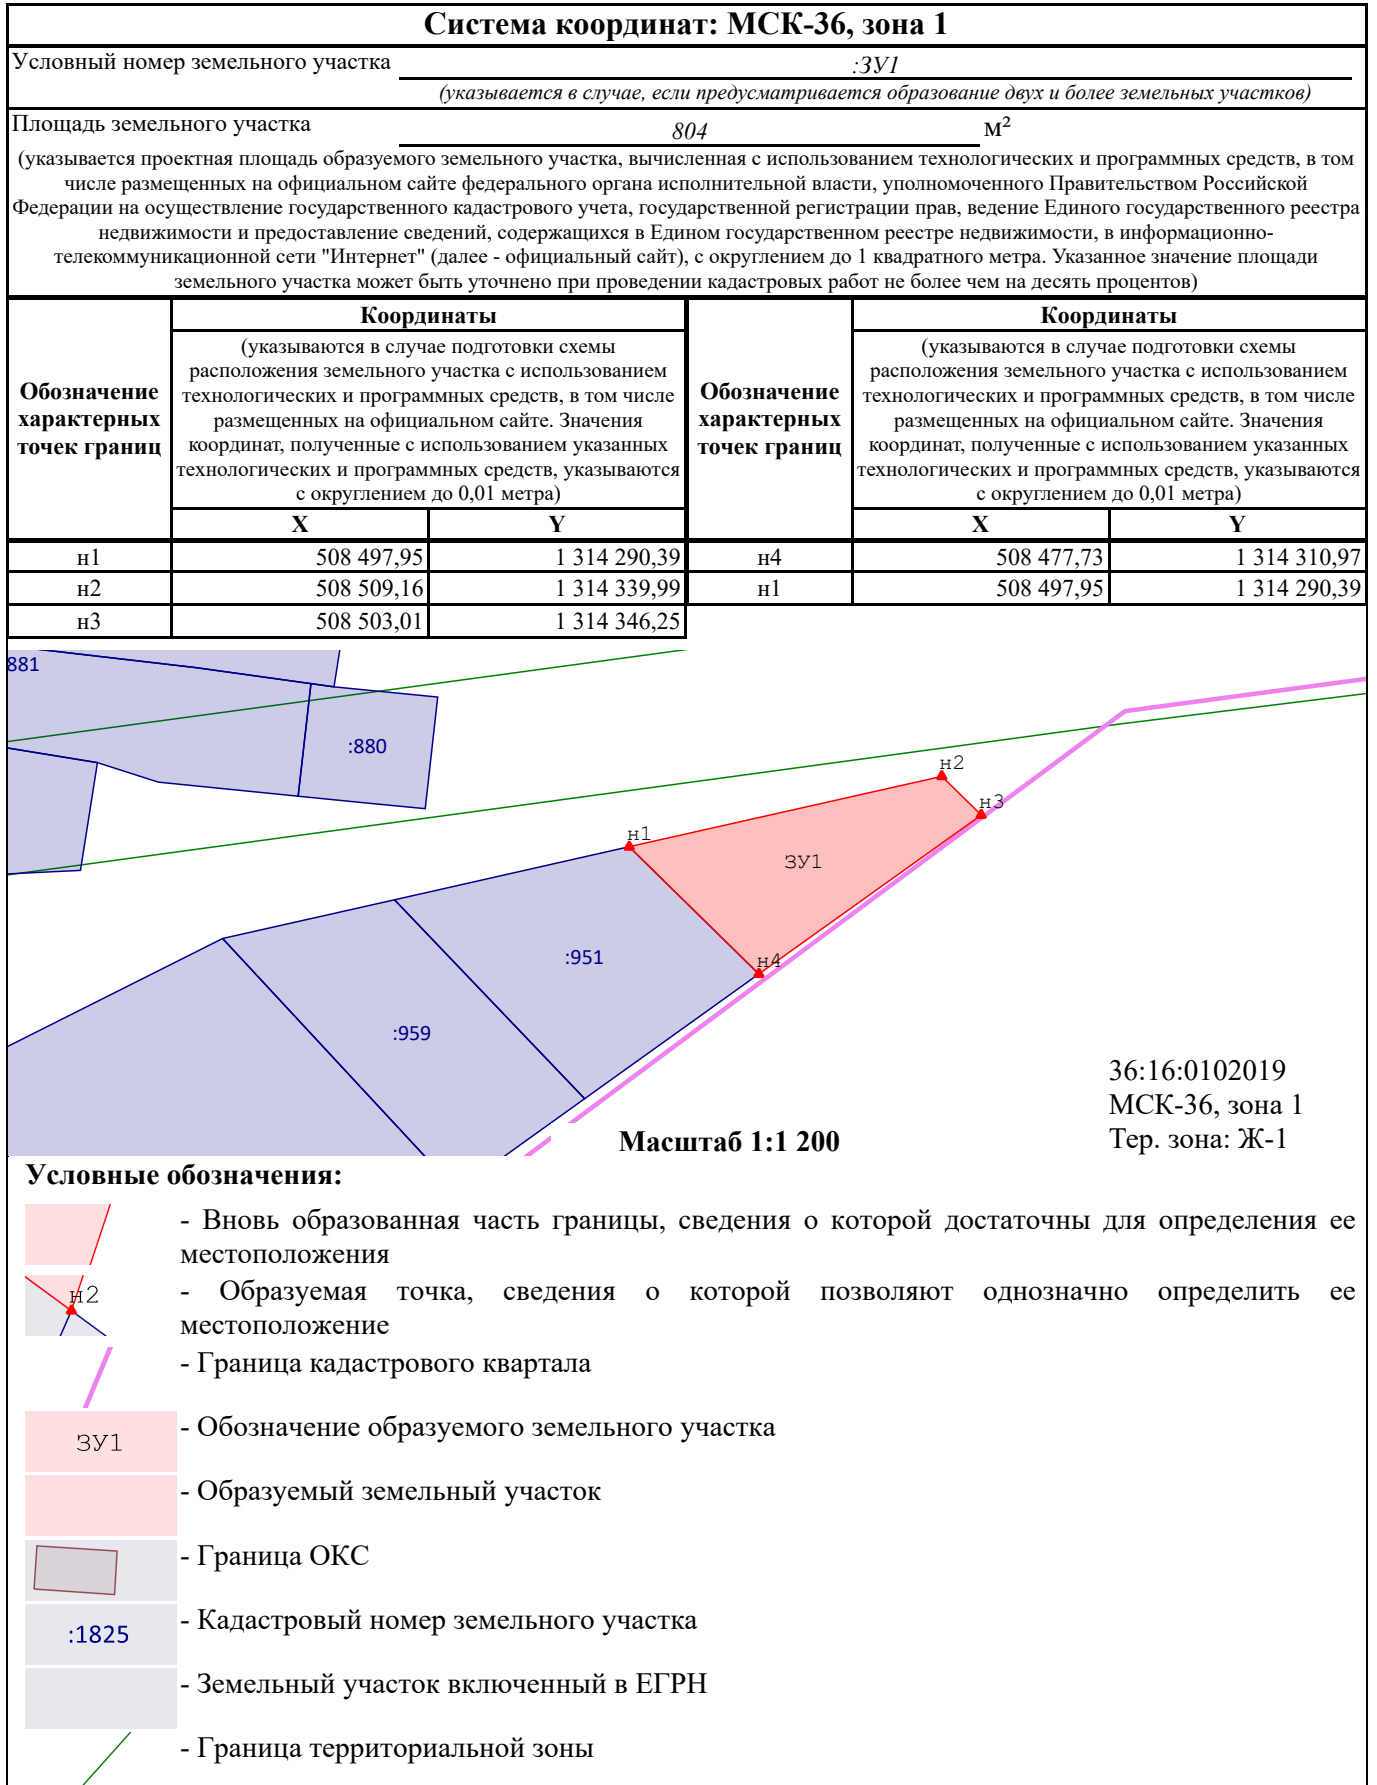 Система координат: МСК-36, зона 1
Условный номер земельного участка :ЗУ1
(указывается в случае, если предусматривается образование двух и более земельных участков)
Площадь земельного участка 804 м²
(указывается проектная площадь образуемого земельного участка, вычисленная с использованием технологических и программных средств, в том
числе размещенных на официальном сайте федерального органа исполнительной власти, уполномоченного Правительством Российской
Федерации на осуществление государственного кадастрового учета, государственной регистрации прав, ведение Единого государственного реестра
недвижимости и предоставление сведений, содержащихся в Едином государственном реестре недвижимости, в информационно-
телекоммуникационной сети "Интернет" (далее - официальный сайт), с округлением до 1 квадратного метра. Указанное значение площади
земельного участка может быть уточнено при проведении кадастровых работ не более чем на десять процентов)
Обозначение
характерных
точек границ
Координаты
(указываются в случае подготовки схемы
расположения земельного участка с использованием
технологических и программных средств, в том числе
размещенных на официальном сайте. Значения
координат, полученные с использованием указанных
технологических и программных средств, указываются
с округлением до 0,01 метра)
X Y
Обозначение
характерных
точек границ
Координаты
(указываются в случае подготовки схемы
расположения земельного участка с использованием
технологических и программных средств, в том числе
размещенных на официальном сайте. Значения
координат, полученные с использованием указанных
технологических и программных средств, указываются
с округлением до 0,01 метра)
X Y
н1 508 497,95 1 314 290,39 н4 508 477,73 1 314 310,97
н2 508 509,16 1 314 339,99 н1 508 497,95 1 314 290,39
н3 508 503,01 1 314 346,25
881
:880
н2
н3
н1
ЗУ1
:951
н4
:959
36:16:0102019
МСК-36, зона 1
Тер. зона: Ж-1
Масштаб 1:1 200
Условные обозначения:
- Вновь образованная часть границы, сведения о которой достаточны для определения ее
местоположения
н2
- Образуемая точка, сведения о которой позволяют однозначно определить ее
местоположение
- Граница кадастрового квартала
ЗУ1
- Обозначение образуемого земельного участка
- Образуемый земельный участок
- Граница ОКС
:1825
- Кадастровый номер земельного участка
- Земельный участок включенный в ЕГРН
- Граница территориальной зоны